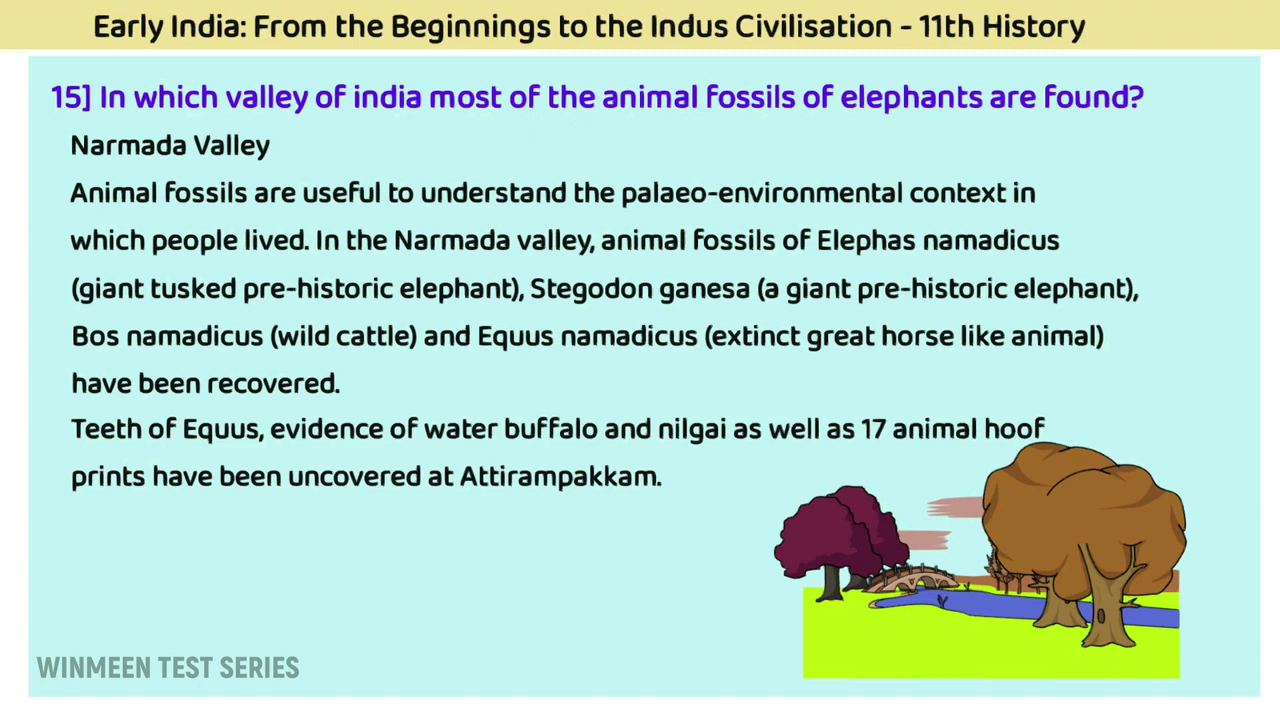 Early India: From the Beginnings to the Indus Civilisation - 11th History
15] In which valley of india most of the animal fossils of elephants are found?
Narmada Valley
Animal fossils are useful to understand the palaeo-environmental context in
which people lived. In the Narmada valley, animal fossils of Elephas namadicus
(giant tusked pre-historic elephant), Stegodon ganesa (a giant pre-historic elephant),
Bos namadicus (wild cattle) and Equus namadicus (extinct great horse like animal)
have been recovered.
Teeth of Equus, evidence of water buffalo and nilgai as well as 17 animal hoof
prints have been uncovered at Attirampakkam.
WINMEEN TEST SERIES